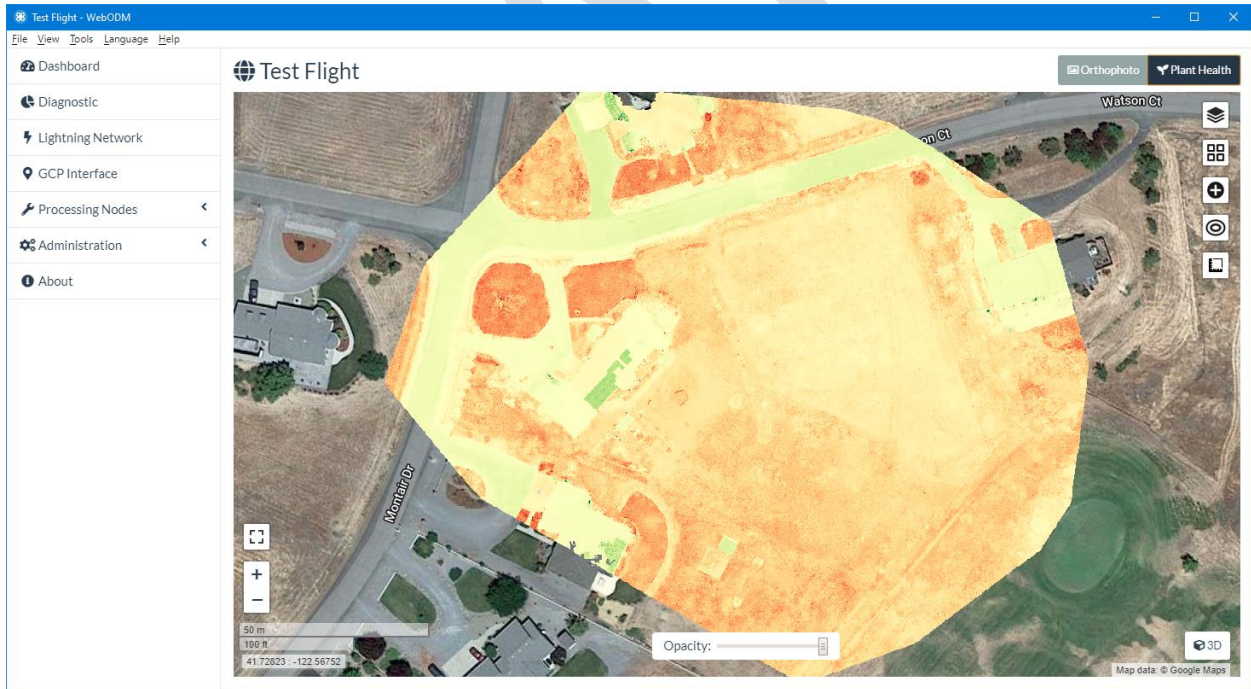 Test Flight - WebODM
File View Tools Language Help
Dashboard
Diagnostic
Lightning Network
GCP Interface
Processing Nodes
Administration
About
Test Flight
Orthophoto
Plant Health
Watson Ct
on Ct
Montair Dr
50 m
100 ft
41.72823 : -122.56752
Opacity:
3D
Map data: © Google Maps